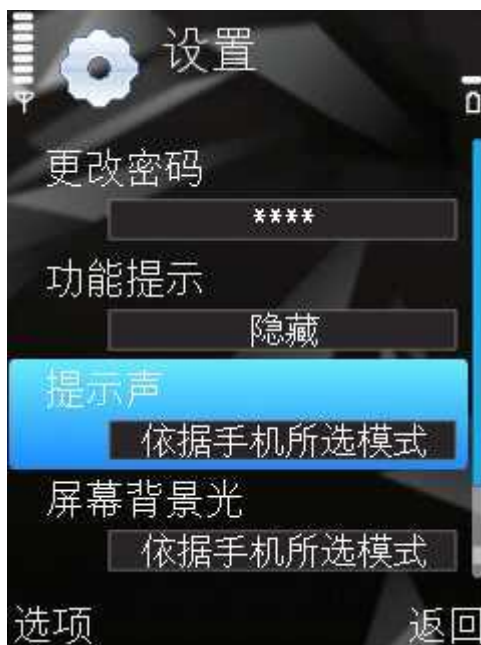 设置
更改密码
****
功能提示
隐藏
提示声
依据手机所选模式
屏幕背景光
依据手机所选模式
选项
返回